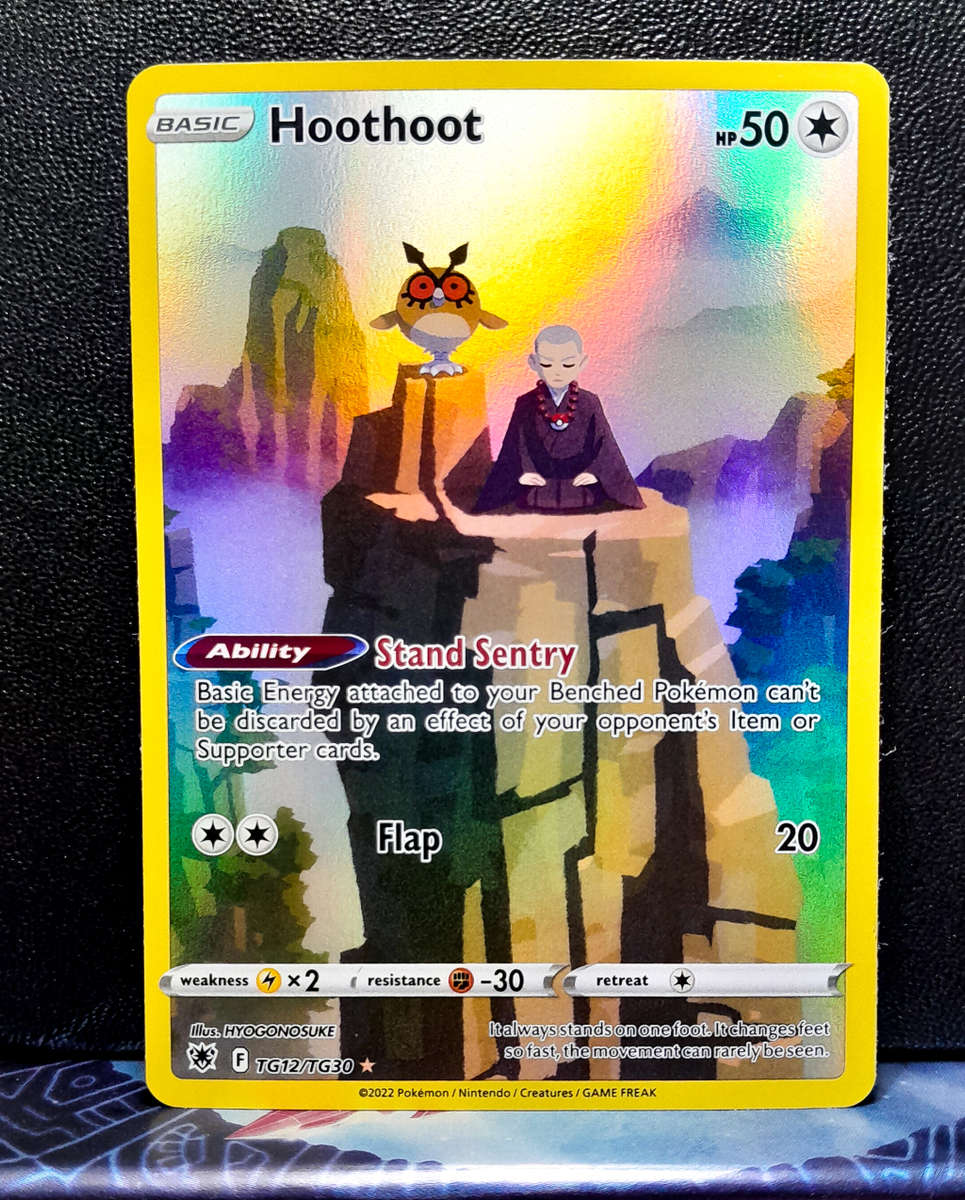 BASIC Hoothoot HP 50
Ability Stand Sentry
Basic Energy attached to your Benched Pokémon can't
be discarded by an effect of your opponent's Item or
Supporter cards.
Flap 20
weakness ×2 resistance -30 retreat
Illus. HYOGONOSUKE
F TG12/TG30
It always stands on one foot. It changes feet
so fast, the movement can rarely be seen.
©2022 Pokémon / Nintendo / Creatures / GAME FREAK